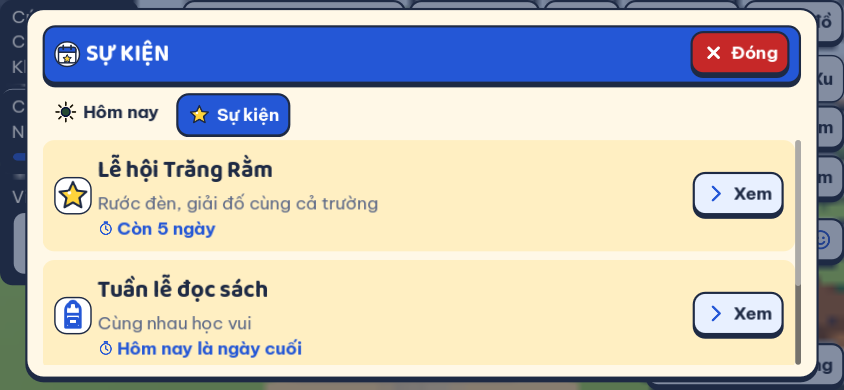 SỰ KIỆN
Đóng
Hôm nay
Sự kiện
Lễ hội Trăng Rằm
Rước đèn, giải đố cùng cả trường
Còn 5 ngày
Xem
Tuần lễ đọc sách
Cùng nhau học vui
Hôm nay là ngày cuối
Xem